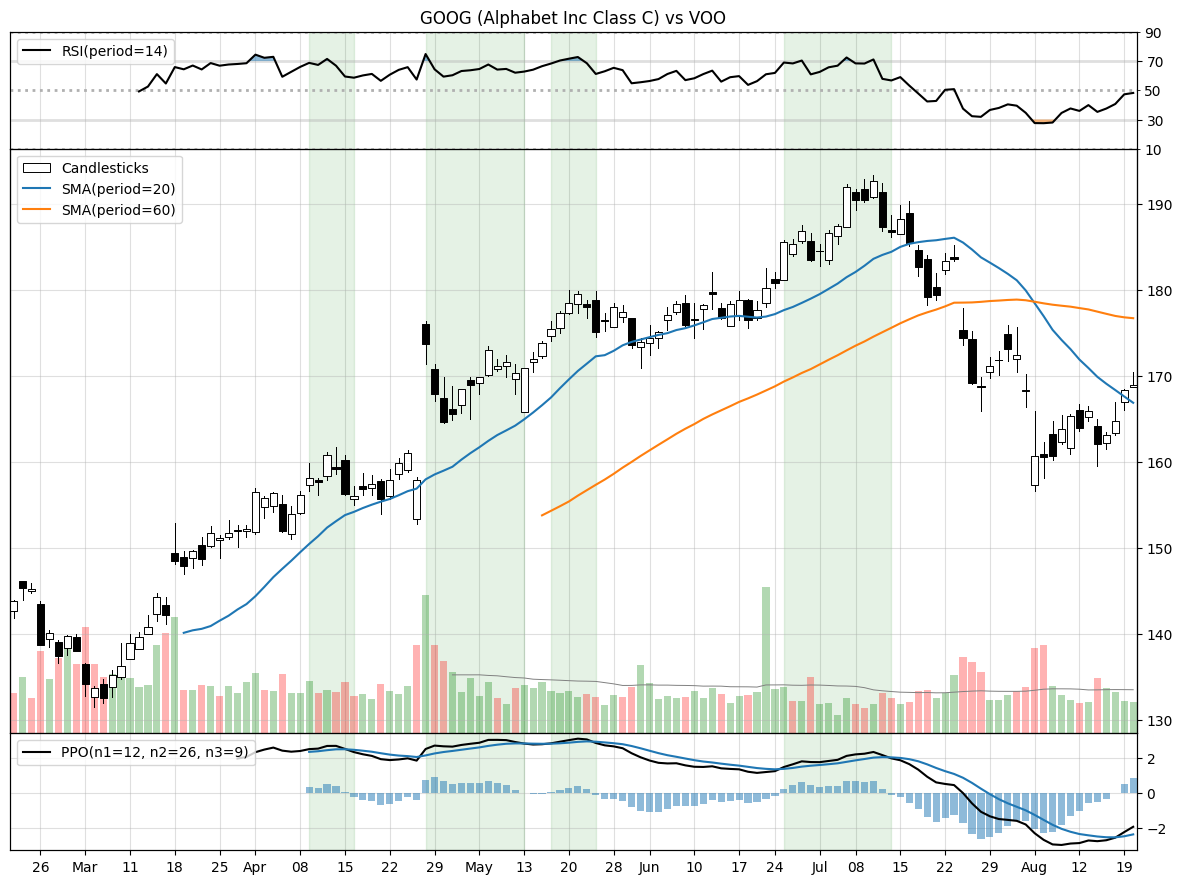 GOOG (Alphabet Inc Class C) vs VOO
RSI(period=14)
90
70
50
30
10
Candlesticks
SMA(period=20)
SMA(period=60)
190
180
170
160
150
140
130
PPO(n1=12, n2=26, n3=9)
2
0
−2
26 Mar 11 18 25 Apr 08 15 22 29 May 13 20 28 Jun 10 17 24 Jul 08 15 22 29 Aug 12 19